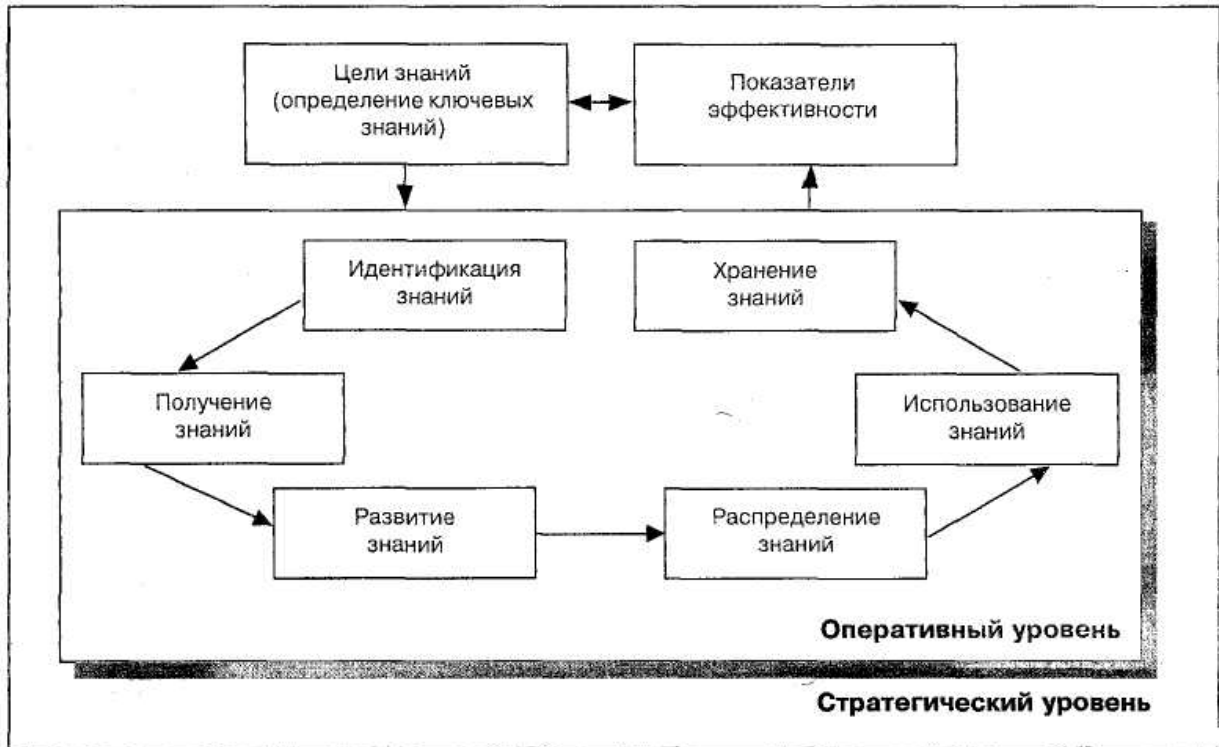 Цели знаний
(определение ключевых
знаний)
Показатели
эффективности
Идентификация
знаний
Хранение
знаний
Получение
знаний
Использование
знаний
Развитие
знаний
Распределение
знаний
Оперативный уровень
Стратегический уровень